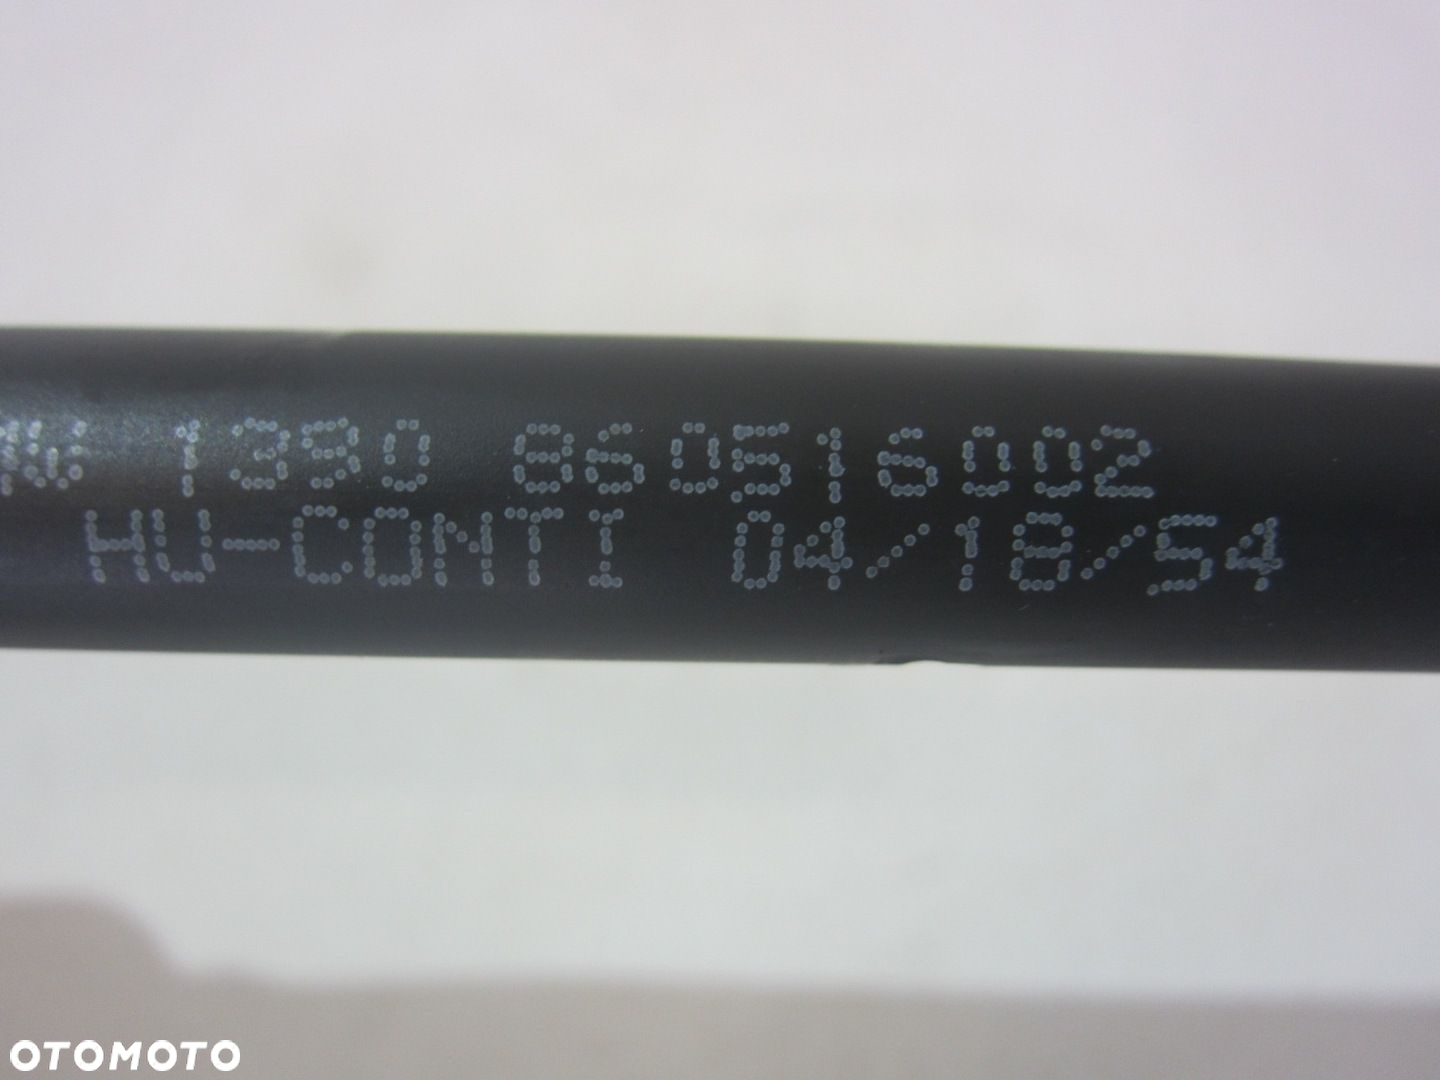 1390 860516002
HU-CONTI 04/18/54
OTOMOTO